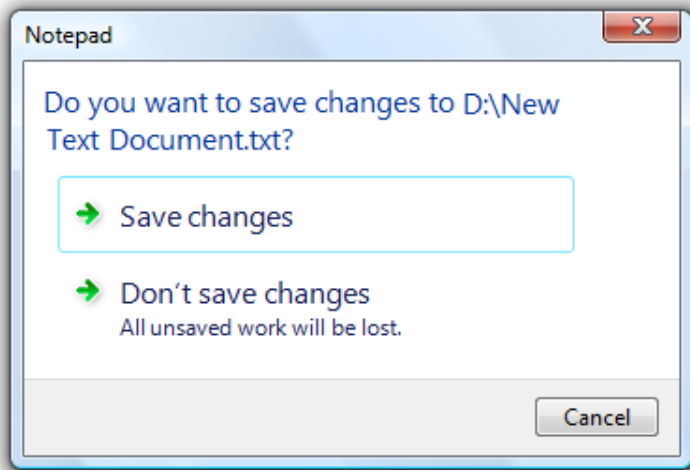 Notepad
Do you want to save changes to D:\New
Text Document.txt?
Save changes
Don't save changes
All unsaved work will be lost.
Cancel